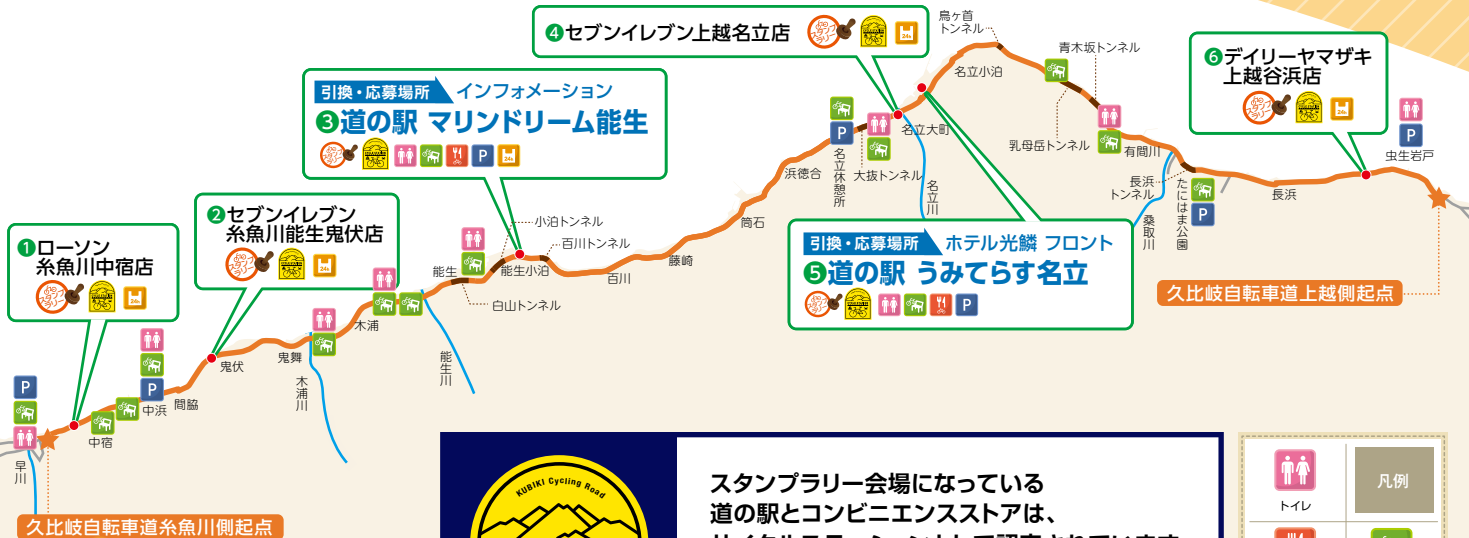 ❹セブンイレブン上越名立店
鳥ヶ首
トンネル
青木坂トンネル
❻デイリーヤマザキ
上越谷浜店
名立小泊
引換・応募場所 インフォメーション
❸道の駅 マリンドリーム能生
P
P
名立休憩所
名立大町
大抜トンネル
乳母岳トンネル
有間川
P
虫生岩戸
浜徳合
名立川
長浜
トンネル
たにはま公園
P
長浜
桑取川
❷セブンイレブン
糸魚川能生鬼伏店
筒石
小泊トンネル
百川トンネル
❶ローソン
糸魚川中宿店
能生
能生小泊
藤崎
百川
白山トンネル
引換・応募場所 ホテル光鱗 フロント
❺道の駅 うみてらす名立
P
久比岐自転車道上越側起点
木浦
能生川
鬼舞
木浦川
鬼伏
P
中浜
間脇
P
中宿
早川
久比岐自転車道糸魚川側起点
KUBIKI Cycling Road
スタンプラリー会場になっている
道の駅とコンビニエンスストアは、
トイレ
凡例